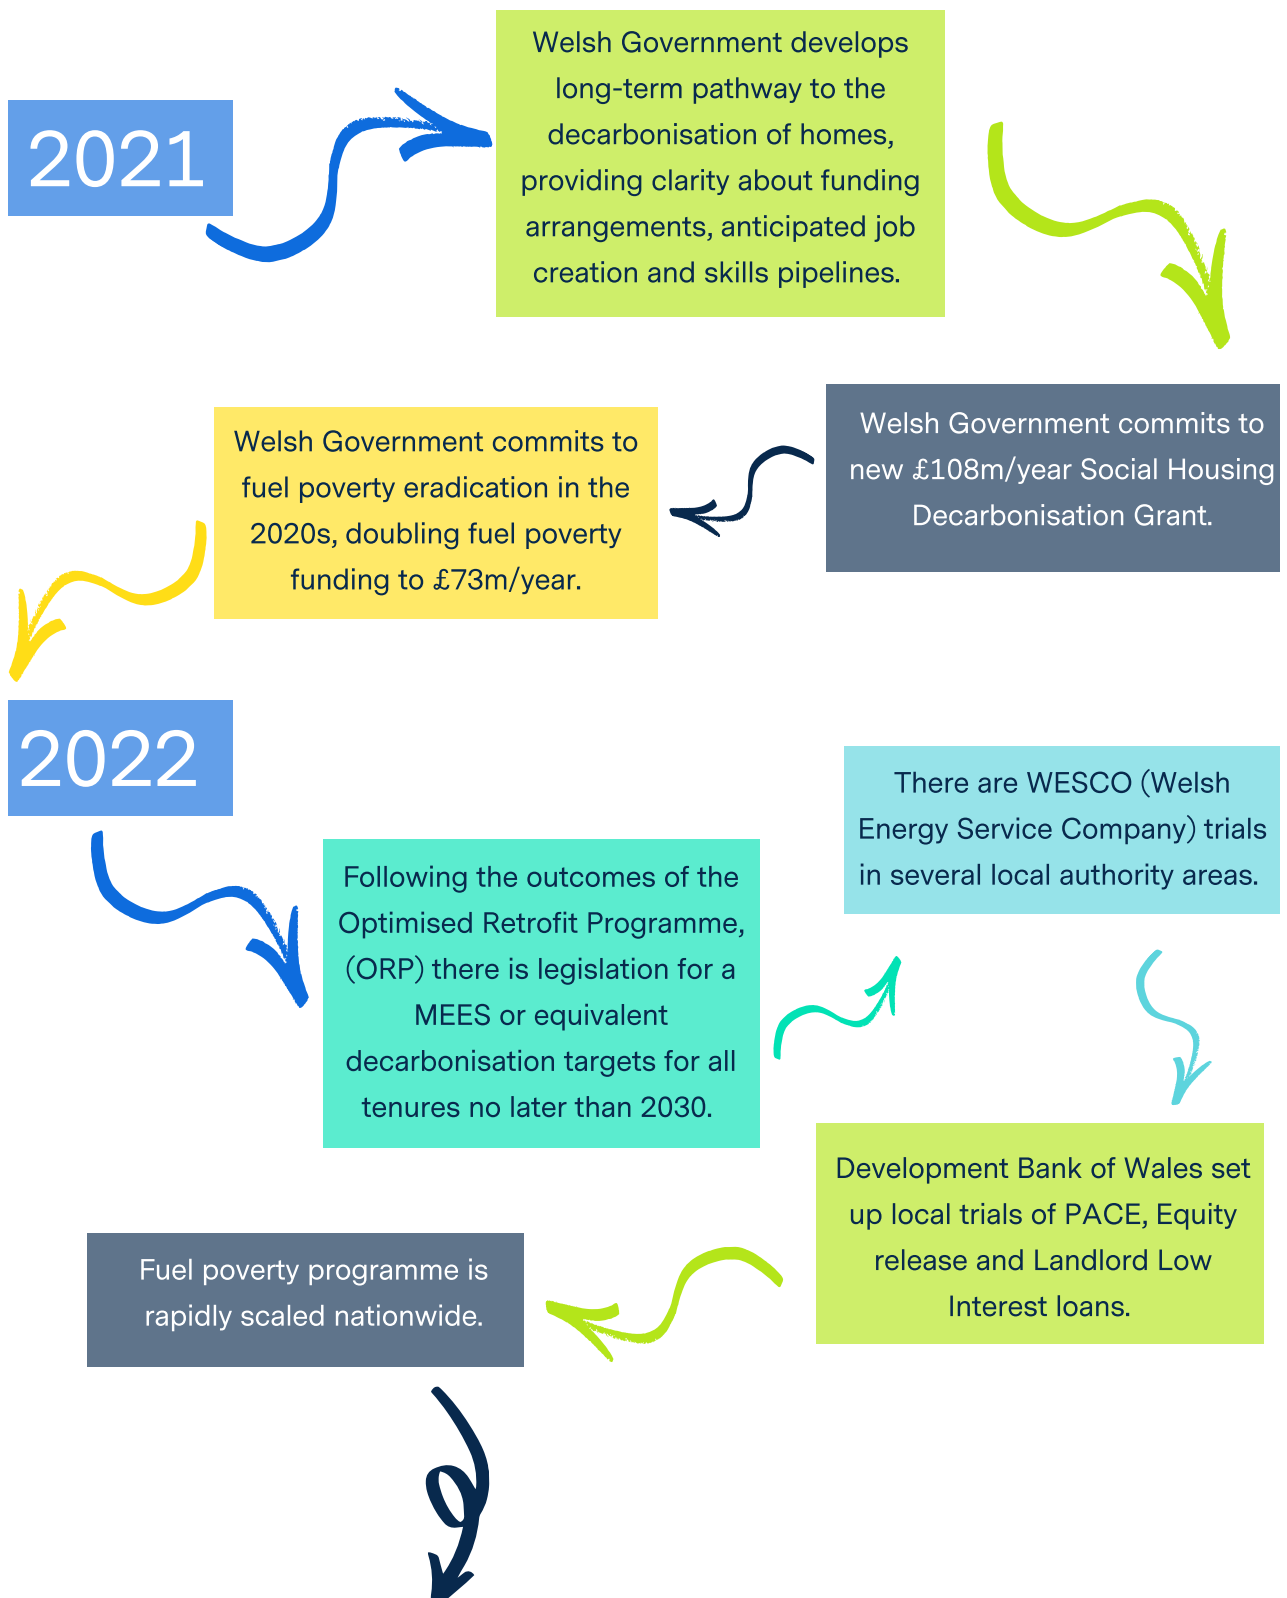 2021
Welsh Government develops
long-term pathway to the
decarbonisation of homes,
providing clarity about funding
arrangements, anticipated job
creation and skills pipelines.
Welsh Government commits to
new £108m/year Social Housing
Decarbonisation Grant.
Welsh Government commits to
fuel poverty eradication in the
2020s, doubling fuel poverty
funding to £73m/year.
2022
Following the outcomes of the
Optimised Retrofit Programme,
(ORP) there is legislation for a
MEES or equivalent
decarbonisation targets for all
tenures no later than 2030.
There are WESCO (Welsh
Energy Service Company) trials
in several local authority areas.
Development Bank of Wales set
up local trials of PACE, Equity
release and Landlord Low
Interest loans.
Fuel poverty programme is
rapidly scaled nationwide.